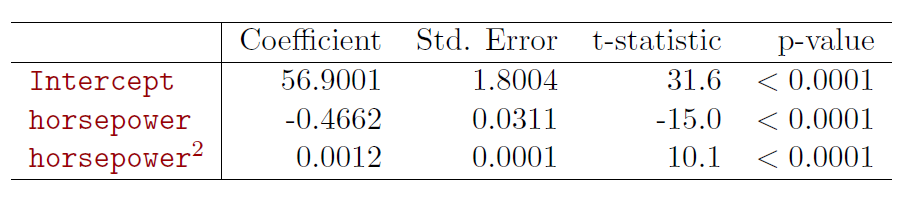 Coefficient Std. Error t-statistic p-value
Intercept 56.9001 1.8004 31.6 < 0.0001
horsepower -0.4662 0.0311 -15.0 < 0.0001
horsepower² 0.0012 0.0001 10.1 < 0.0001